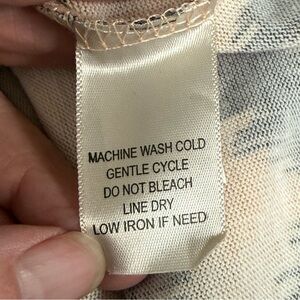 MACHINE WASH COLD
GENTLE CYCLE
DO NOT BLEACH
LINE DRY
LOW IRON IF NEED